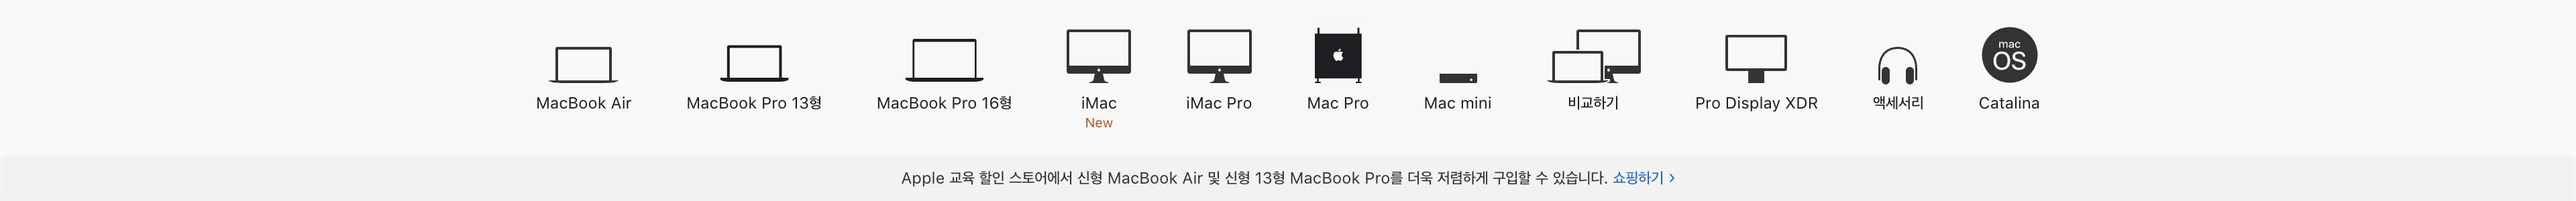 mac
OS
MacBook Air
MacBook Pro 13형
MacBook Pro 16형
iMac
New
iMac Pro
Mac Pro
Mac mini
비교하기
Pro Display XDR
액세서리
Catalina
Apple 교육 할인 스토어에서 신형 MacBook Air 및 신형 13형 MacBook Pro를 더욱 저렴하게 구입할 수 있습니다. 쇼핑하기 >